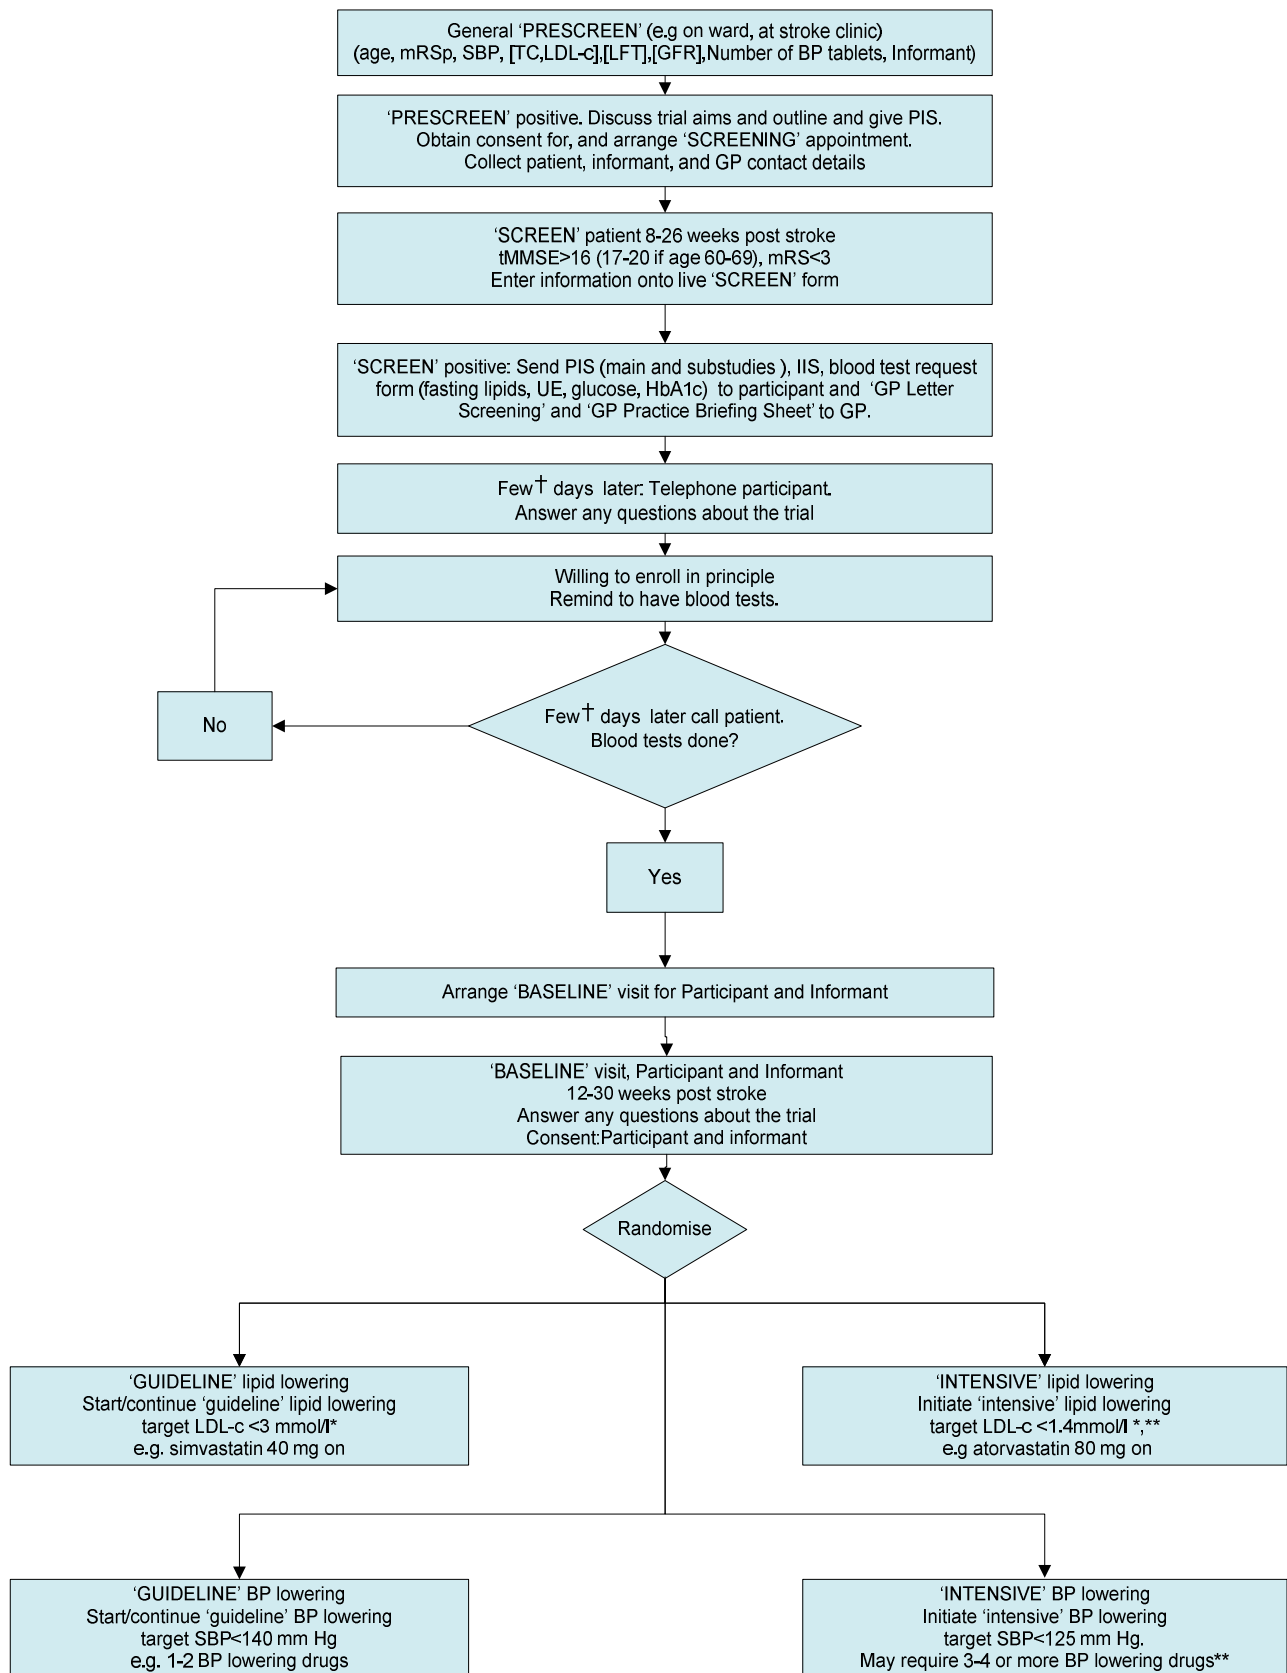 General ‘PRESCREEN’ (e.g on ward, at stroke clinic)
(age, mRSp, SBP, [TC,LDL-c],[LFT],[GFR],Number of BP tablets, Informant)
‘PRESCREEN’ positive. Discuss trial aims and outline and give PIS.
Obtain consent for, and arrange ‘SCREENING’ appointment.
Collect patient, informant, and GP contact details
‘SCREEN’ patient 8-26 weeks post stroke
tMMSE>16 (17-20 if age 60-69), mRS<3
Enter information onto live ‘SCREEN’ form
‘SCREEN’ positive: Send PIS (main and substudies ), IIS, blood test request
form (fasting lipids, UE, glucose, HbA1c)  to participant and  ‘GP Letter
Screening’ and ‘GP Practice Briefing Sheet’ to GP.
Few† days  later: Telephone participant.
Answer any questions about the trial
Willing to enroll in principle
Remind to have blood tests.
Few† days  later call patient.
Blood tests done?
No
Yes
Arrange ‘BASELINE’ visit for Participant and Informant
‘BASELINE’ visit, Participant and Informant
12-30 weeks post stroke
Answer any questions about the trial
Consent:Participant and informant
Randomise
‘GUIDELINE’ lipid lowering
Start/continue ‘guideline’ lipid lowering
target LDL-c <3 mmol/l*
e.g. simvastatin 40 mg on
‘INTENSIVE’ lipid lowering
Initiate ‘intensive’ lipid lowering
target LDL-c <1.4mmol/l *,**
e.g atorvastatin 80 mg on
‘GUIDELINE’ BP lowering
Start/continue ‘guideline’ BP lowering
target SBP<140 mm Hg
e.g. 1-2 BP lowering drugs
‘INTENSIVE’ BP lowering
Initiate ‘intensive’ BP lowering
target SBP<125 mm Hg.
May require 3-4 or more BP lowering drugs**